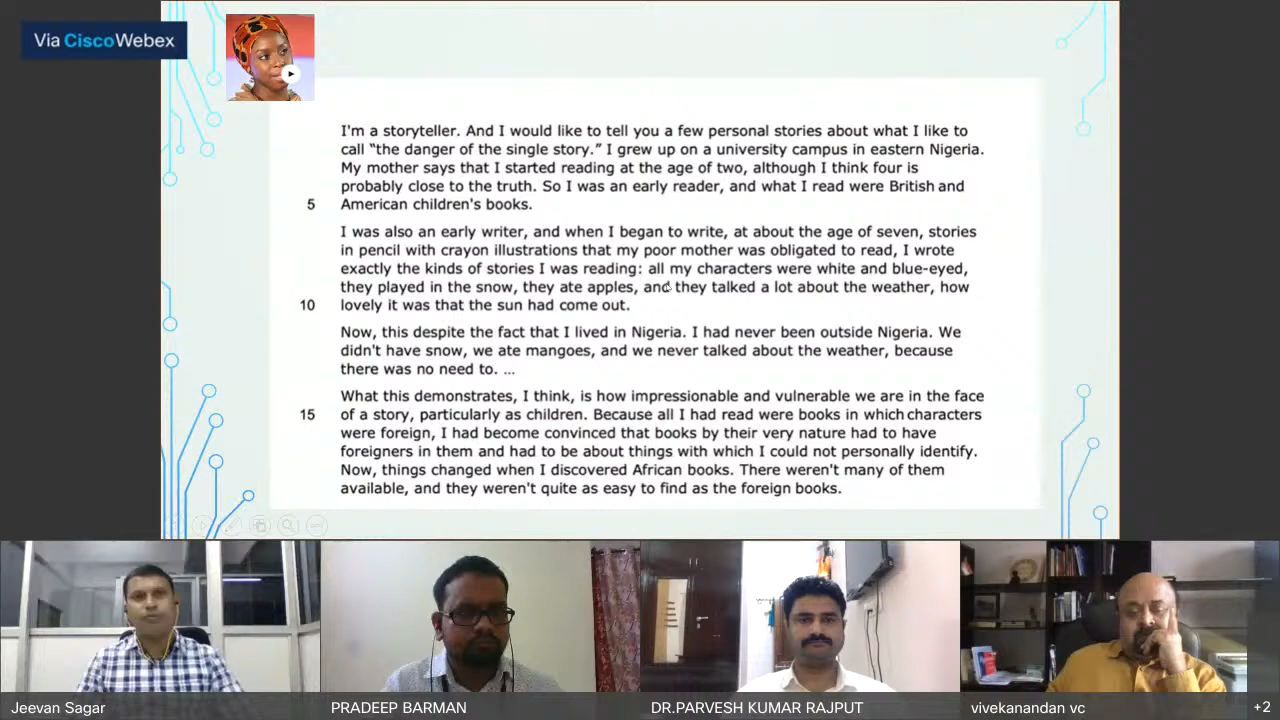 Via Cisco Webex
I'm a storyteller. And I would like to tell you a few personal stories about what I like to
call “the danger of the single story.” I grew up on a university campus in eastern Nigeria.
My mother says that I started reading at the age of two, although I think four is
probably close to the truth. So I was an early reader, and what I read were British and
5 American children's books.
I was also an early writer, and when I began to write, at about the age of seven, stories
in pencil with crayon illustrations that my poor mother was obligated to read, I wrote
exactly the kinds of stories I was reading: all my characters were white and blue-eyed,
they played in the snow, they ate apples, and they talked a lot about the weather, how
10 lovely it was that the sun had come out.
Now, this despite the fact that I lived in Nigeria. I had never been outside Nigeria. We
didn't have snow, we ate mangoes, and we never talked about the weather, because
there was no need to. ...
What this demonstrates, I think, is how impressionable and vulnerable we are in the face
15 of a story, particularly as children. Because all I had read were books in which characters
were foreign, I had become convinced that books by their very nature had to have
foreigners in them and had to be about things with which I could not personally identify.
Now, things changed when I discovered African books. There weren't many of them
available, and they weren't quite as easy to find as the foreign books.
Jeevan Sagar
PRADEEP BARMAN
DR.PARVESH KUMAR RAJPUT
vivekanandan vc
+2